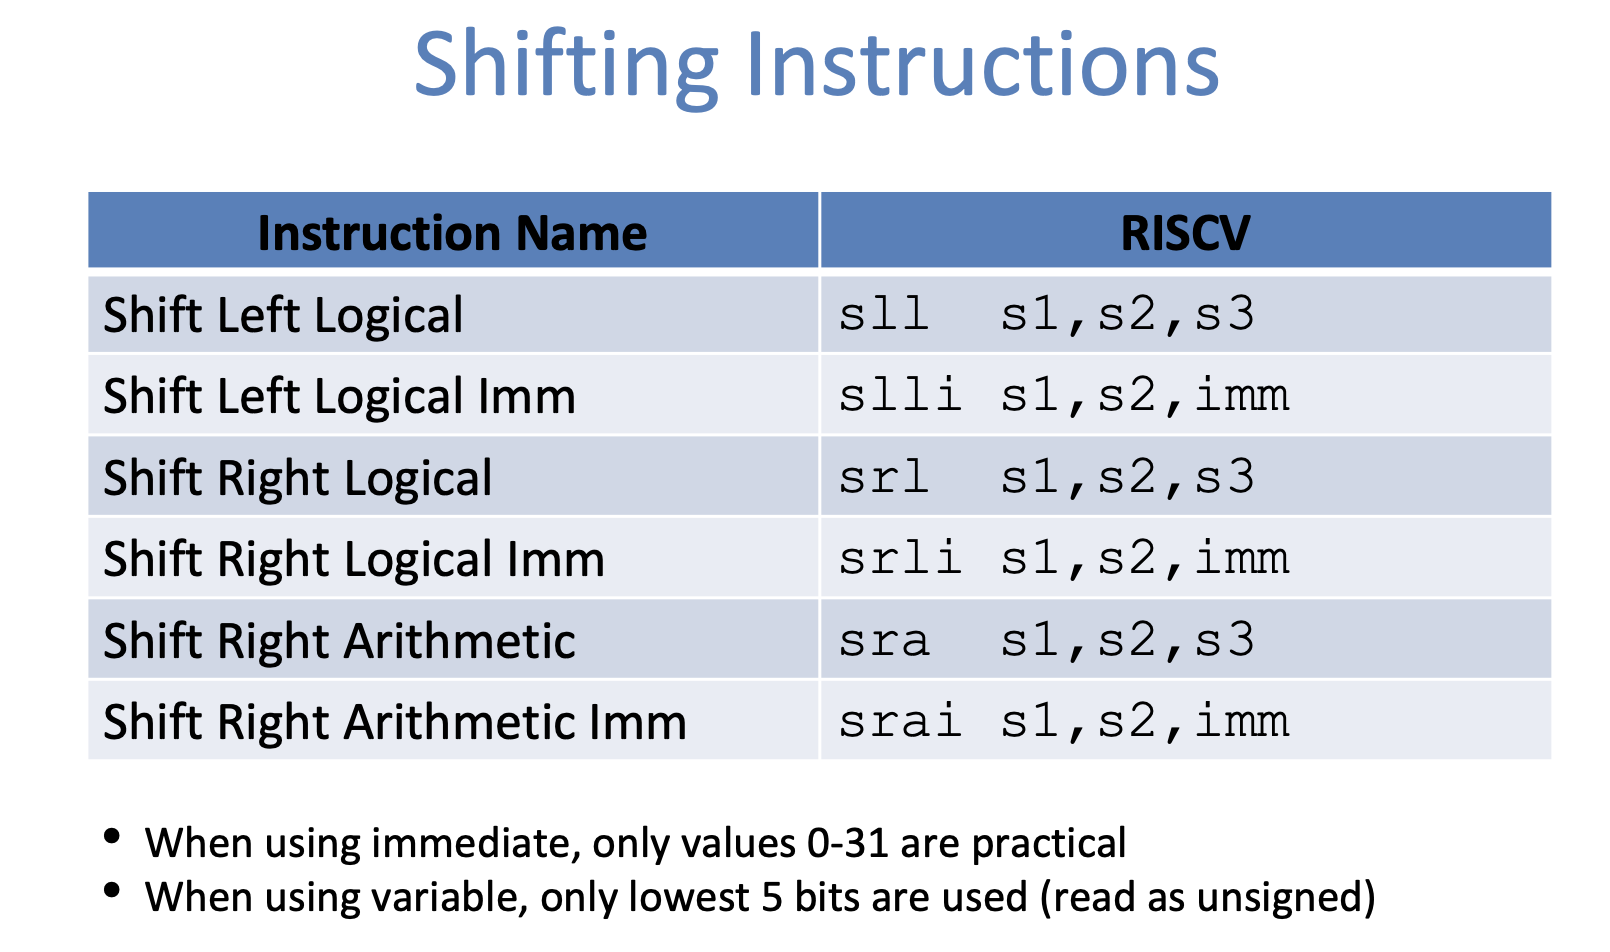 Shifting Instructions
Instruction Name RISCV
Shift Left Logical sll s1,s2,s3
Shift Left Logical Imm slli s1,s2,imm
Shift Right Logical srl s1,s2,s3
Shift Right Logical Imm srli s1,s2,imm
Shift Right Arithmetic sra s1,s2,s3
Shift Right Arithmetic Imm srai s1,s2,imm
• When using immediate, only values 0-31 are practical
• When using variable, only lowest 5 bits are used (read as unsigned)